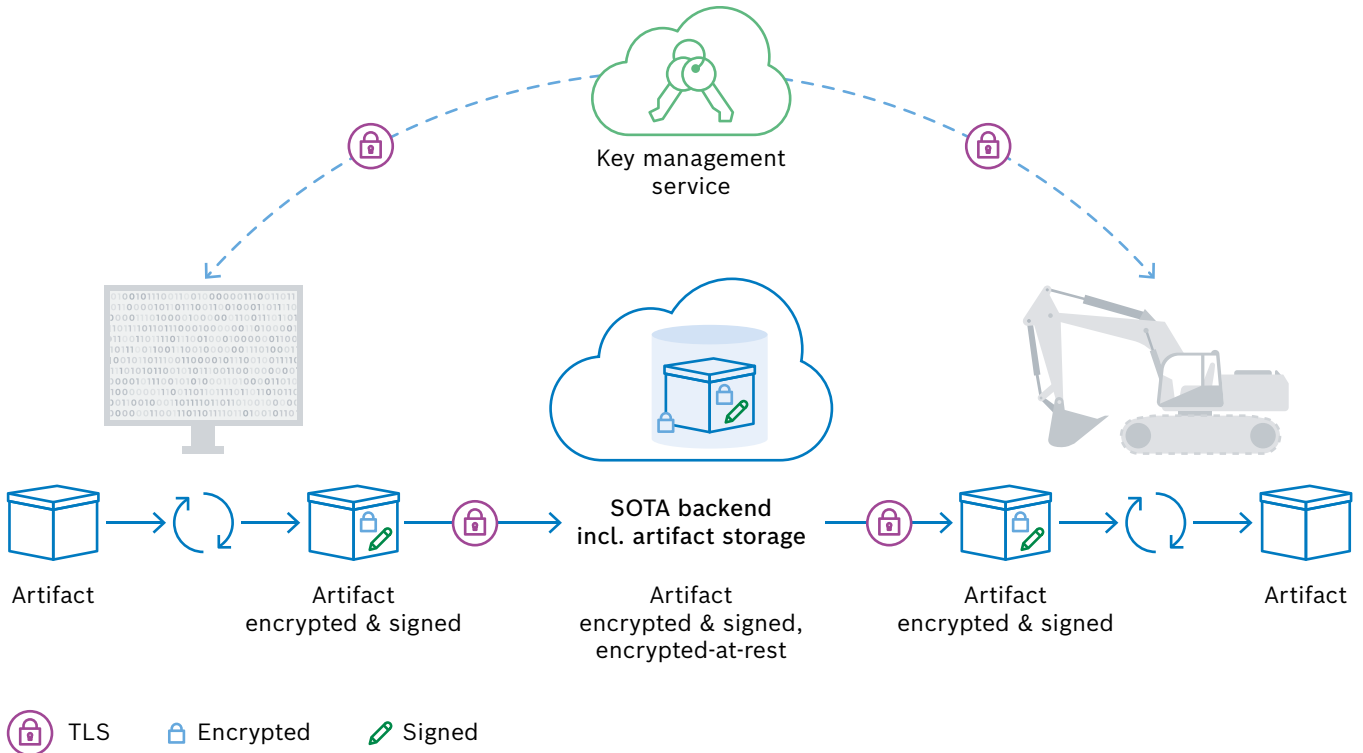 Key management
service
SOTA backend
incl. artifact storage
Artifact
Artifact
encrypted & signed
Artifact
encrypted & signed,
encrypted-at-rest
Artifact
encrypted & signed
Artifact
TLS
Encrypted
Signed